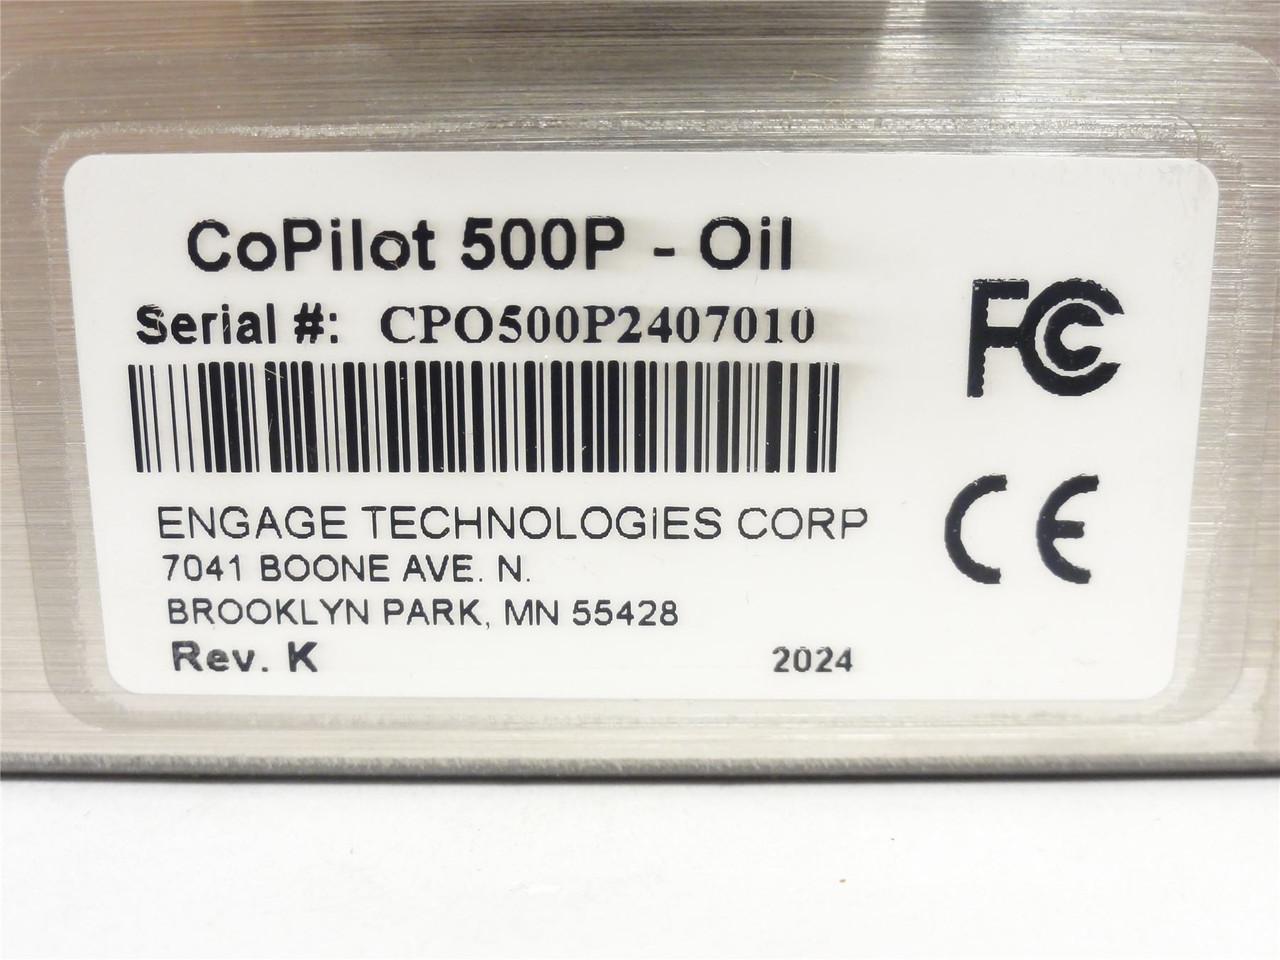 CoPilot 500P - Oil
Serial #: CPO500P2407010
FC
CE
ENGAGE TECHNOLOGIES CORP
7041 BOONE AVE. N.
BROOKLYN PARK, MN 55428
Rev. K 2024